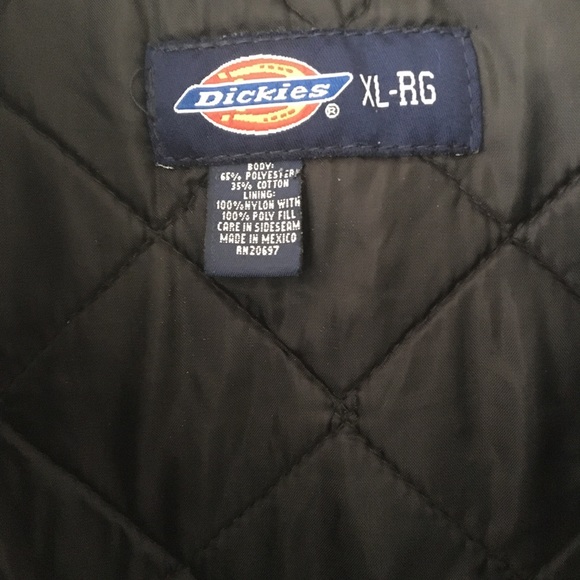 Dickies ® XL-RG
BODY:
65% POLYESTER
35% COTTON
LINING:
100%NYLON WITH
100% POLY FILL
CARE IN SIDESEAM
MADE IN MEXICO
RN20697